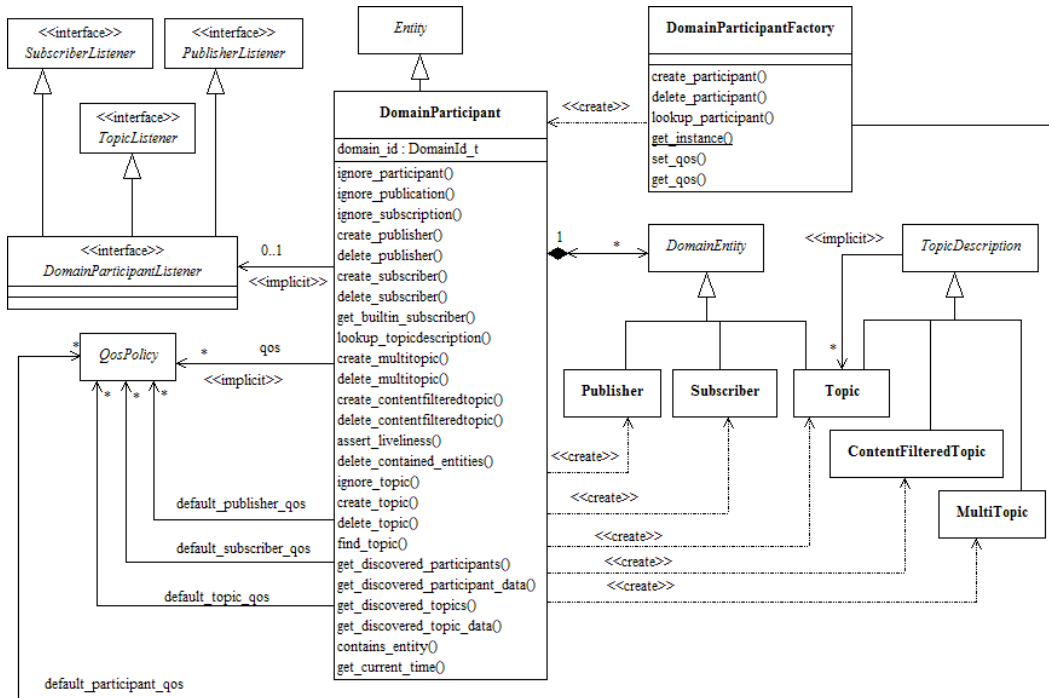 <<interface>>
SubscriberListener
<<interface>>
PublisherListener
<<interface>>
TopicListener
<<interface>>
DomainParticipantListener
Entity
DomainParticipant
domain_id : DomainId_t
ignore_participant()
ignore_publication()
ignore_subscription()
create_publisher()
delete_publisher()
create_subscriber()
delete_subscriber()
get_builtin_subscriber()
lookup_topicdescription()
create_multitopic()
delete_multitopic()
create_contentfilteredtopic()
delete_contentfilteredtopic()
assert_liveliness()
delete_contained_entities()
ignore_topic()
create_topic()
delete_topic()
find_topic()
get_discovered_participants()
get_discovered_participant_data()
get_discovered_topics()
get_discovered_topic_data()
contains_entity()
get_current_time()
DomainParticipantFactory
create_participant()
delete_participant()
lookup_participant()
get_instance()
set_qos()
get_qos()
<<create>>
0..1
<<implicit>>
QosPolicy
*
*
qos
<<implicit>>
*
*
*
default_publisher_qos
default_subscriber_qos
default_topic_qos
default_participant_qos
1
*
DomainEntity
<<implicit>>
TopicDescription
*
Publisher
Subscriber
Topic
ContentFilteredTopic
MultiTopic
<<create>>
<<create>>
<<create>>
<<create>>
<<create>>